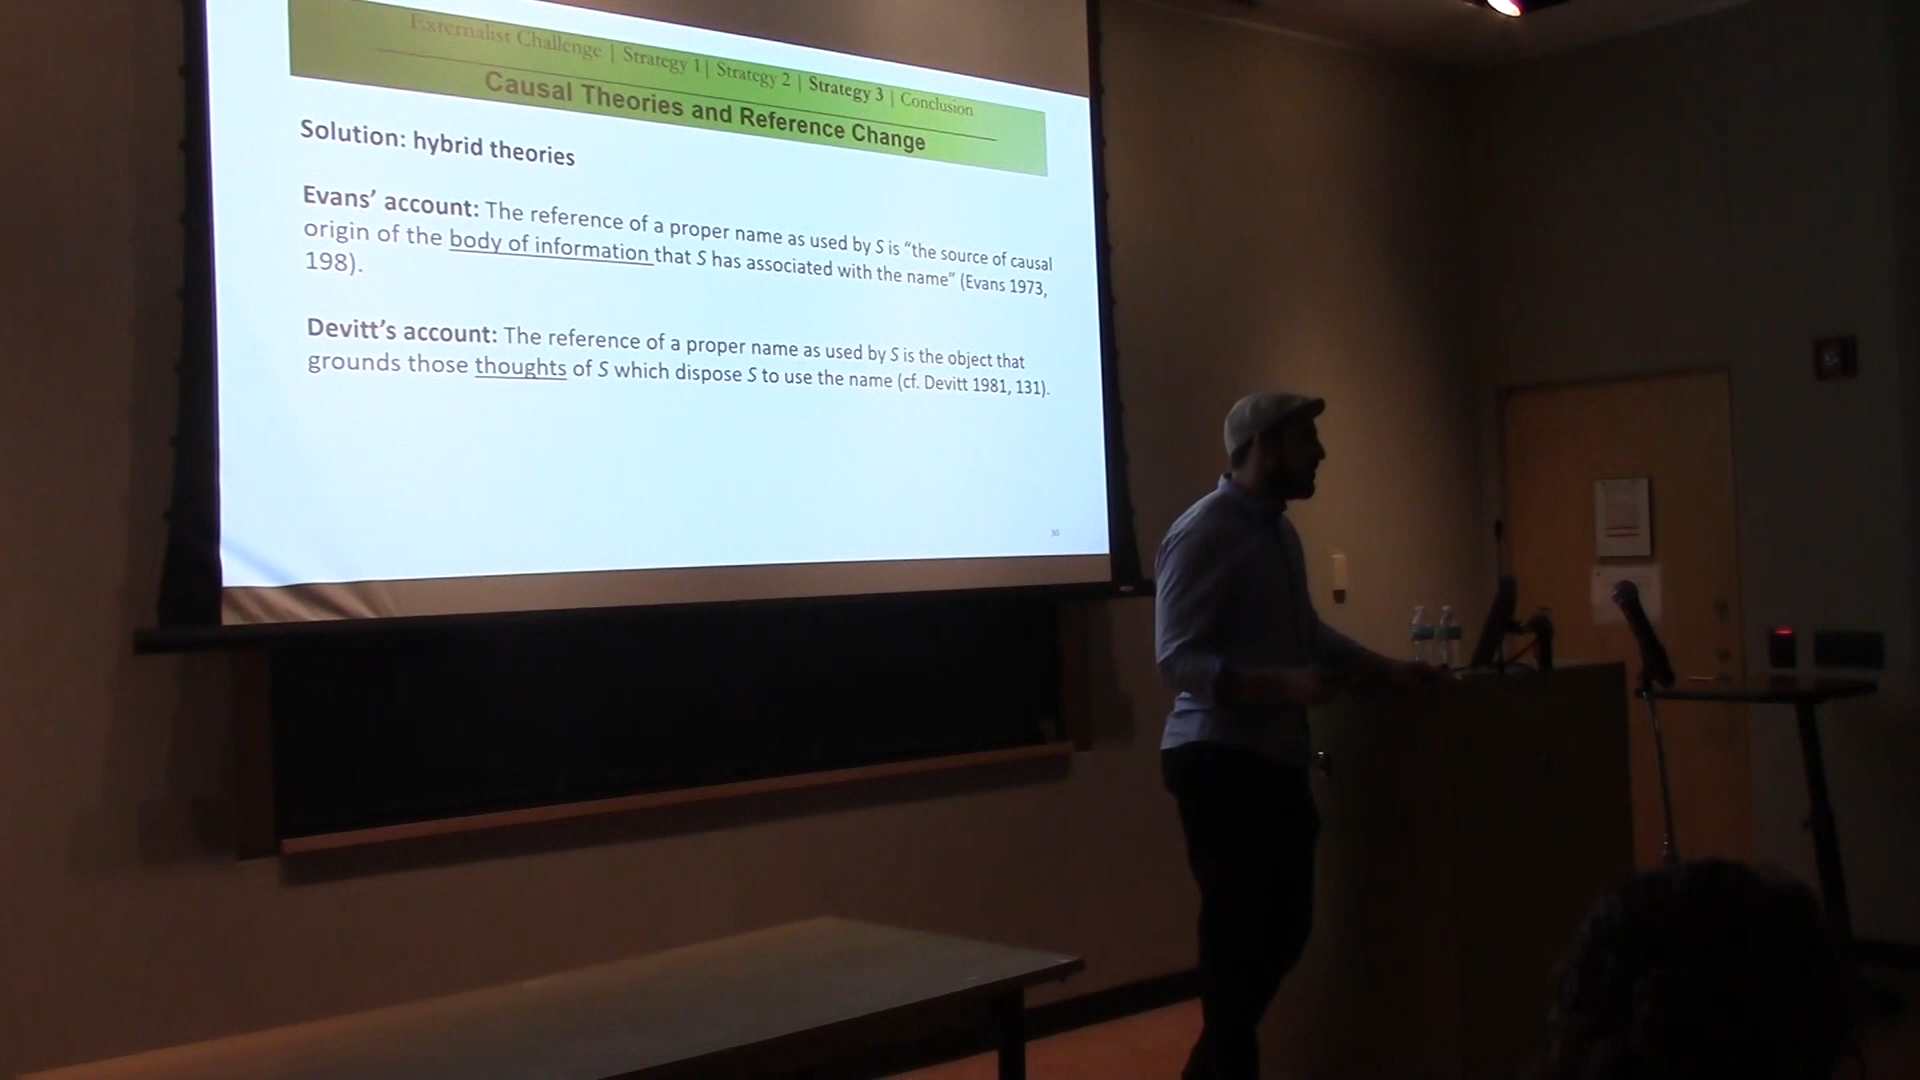 Externalist Challenge | Strategy 1 | Strategy 2 | Strategy 3 | Conclusion
Causal Theories and Reference Change
Solution: hybrid theories
Evans’ account: The reference of a proper name as used by S is “the source of causal
origin of the body of information that S has associated with the name” (Evans 1973,
198).
Devitt’s account: The reference of a proper name as used by S is the object that
grounds those thoughts of S which dispose S to use the name (cf. Devitt 1981, 131).